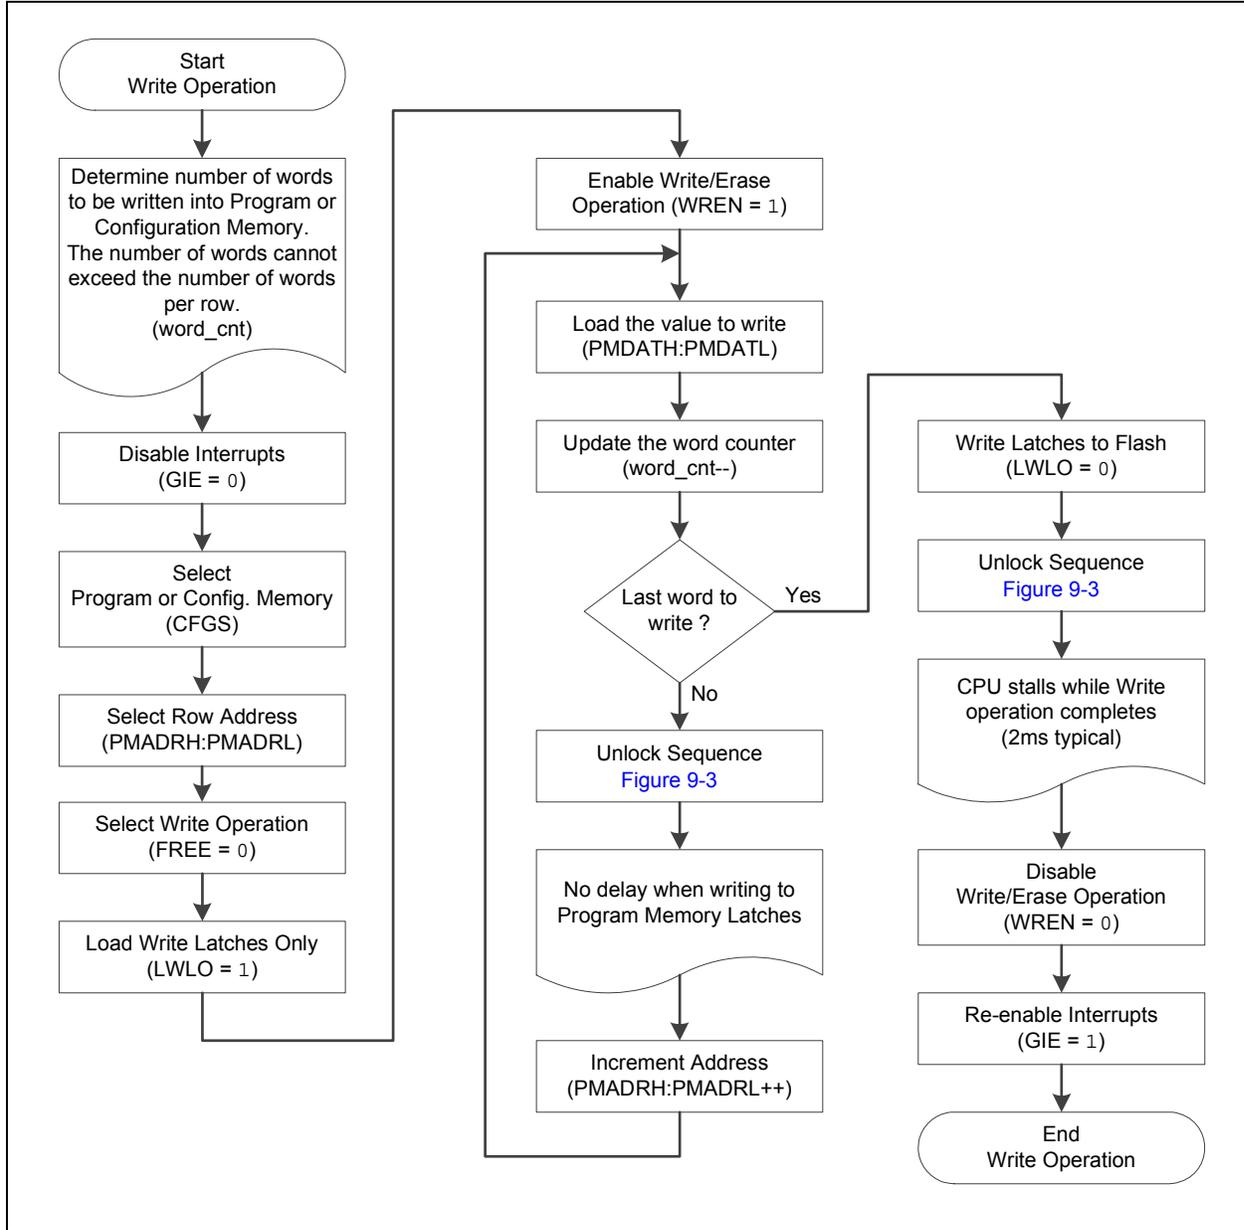 Start
Write Operation
Determine number of words
to be written into Program or
Configuration Memory.
The number of words cannot
exceed the number of words
per row.
(word_cnt)
Disable Interrupts
(GIE = 0)
Select
Program or Config. Memory
(CFGS)
Select Row Address
(PMADRH:PMADRL)
Select Write Operation
(FREE = 0)
Load Write Latches Only
(LWLO = 1)
Enable Write/Erase
Operation (WREN = 1)
Load the value to write
(PMDATH:PMDATL)
Update the word counter
(word_cnt--)
Last word to
write ?
Yes
No
Unlock Sequence
Figure 9-3
No delay when writing to
Program Memory Latches
Increment Address
(PMADRH:PMADRL++)
Write Latches to Flash
(LWLO = 0)
Unlock Sequence
Figure 9-3
CPU stalls while Write
operation completes
(2ms typical)
Disable
Write/Erase Operation
(WREN = 0)
Re-enable Interrupts
(GIE = 1)
End
Write Operation